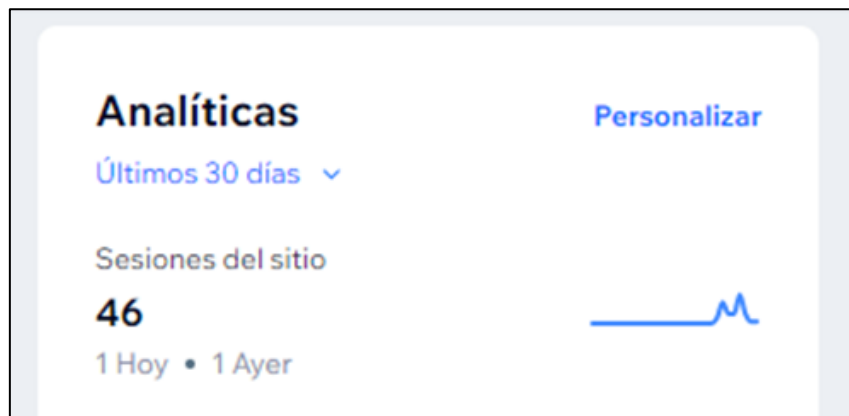 Analíticas
Personalizar
Últimos 30 días
Sesiones del sitio
46
1 Hoy • 1 Ayer